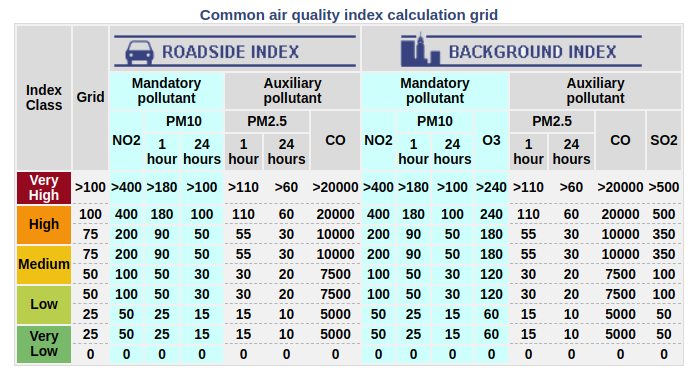 Common air quality index calculation grid
Index Class Grid ROADSIDE INDEX BACKGROUND INDEX
Mandatory pollutant Auxiliary pollutant Mandatory pollutant Auxiliary pollutant
NO2 PM10 PM2.5 CO NO2 PM10 O3 PM2.5 CO SO2
1 hour 24 hours 1 hour 24 hours 1 hour 24 hours 1 hour 24 hours
Very High >100 >400 >180 >100 >110 >60 >20000 >400 >180 >100 >240 >110 >60 >20000 >500
High 100 400 180 100 110 60 20000 400 180 100 240 110 60 20000 500
75 200 90 50 55 30 10000 200 90 50 180 55 30 10000 350
Medium 75 200 90 50 55 30 10000 200 90 50 180 55 30 10000 350
50 100 50 30 30 20 7500 100 50 30 120 30 20 7500 100
Low 50 100 50 30 30 20 7500 100 50 30 120 30 20 7500 100
25 50 25 15 15 10 5000 50 25 15 60 15 10 5000 50
Very Low 25 50 25 15 15 10 5000 50 25 15 60 15 10 5000 50
0 0 0 0 0 0 0 0 0 0 0 0 0 0 0